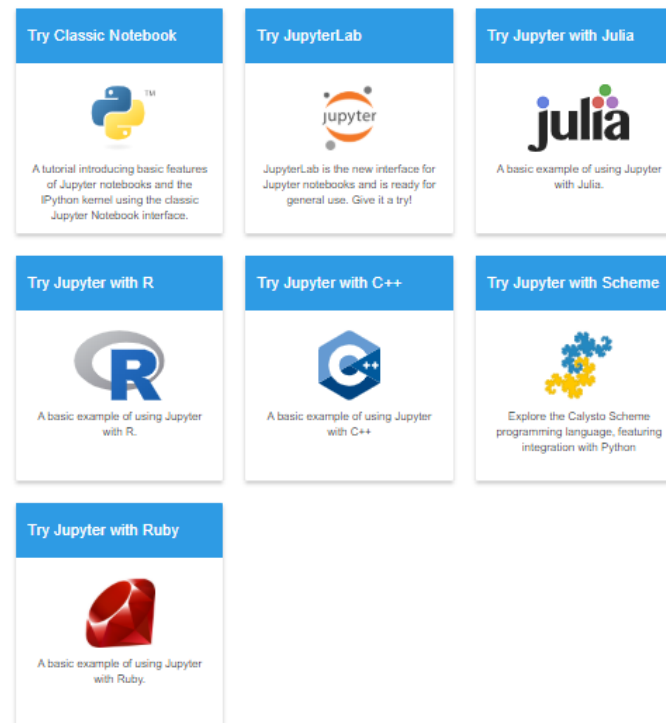 Try Classic Notebook
TM
A tutorial introducing basic features
of Jupyter notebooks and the
IPython kernel using the classic
Jupyter Notebook interface.
Try JupyterLab
jupyter
JupyterLab is the new interface for
Jupyter notebooks and is ready for
general use. Give it a try!
Try Jupyter with Julia
julia
A basic example of using Jupyter
with Julia.
Try Jupyter with R
R
A basic example of using Jupyter
with R.
Try Jupyter with C++
C++
A basic example of using Jupyter
with C++
Try Jupyter with Scheme
Explore the Calysto Scheme
programming language, featuring
integration with Python
Try Jupyter with Ruby
A basic example of using Jupyter
with Ruby.